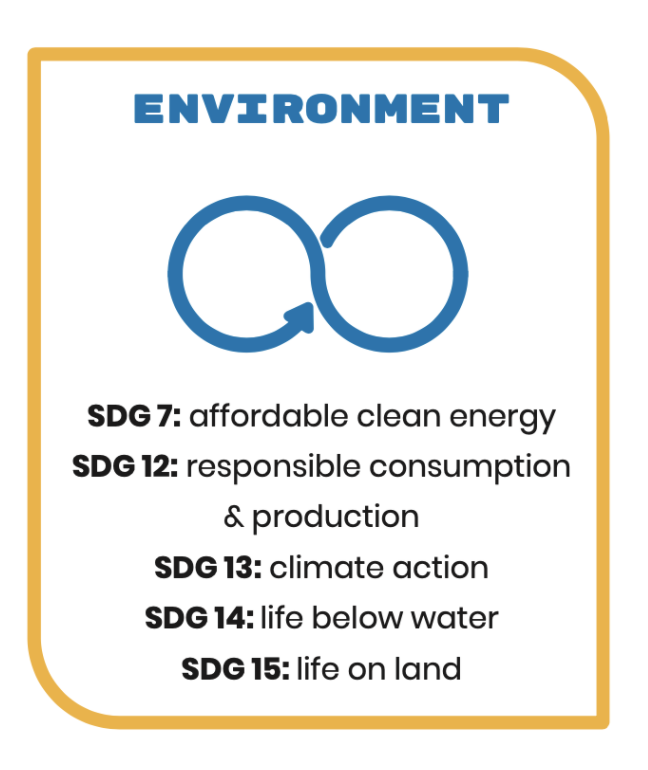 ENVIRONMENT
SDG 7: affordable clean energy
SDG 12: responsible consumption
& production
SDG 13: climate action
SDG 14: life below water
SDG 15: life on land